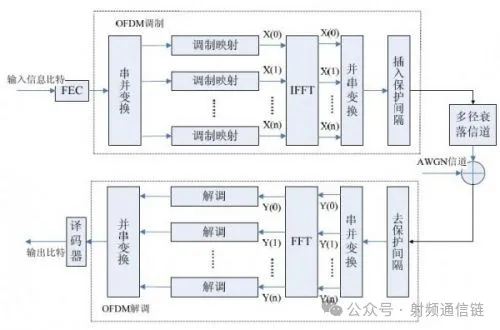 OFDM调制
输入信息比特
FEC
串并变换
调制映射
调制映射
调制映射
X(0)
X(1)
X(n)
IFFT
X(0)
X(1)
X(n)
并串变换
插入保护间隔
多径衰落信道
AWGN信道
去保护间隔
串并变换
Y(0)
Y(1)
Y(n)
FFT
Y(0)
Y(1)
Y(n)
解调
解调
解调
并串变换
译码器
输出比特
OFDM解调
公众号·射频通信链